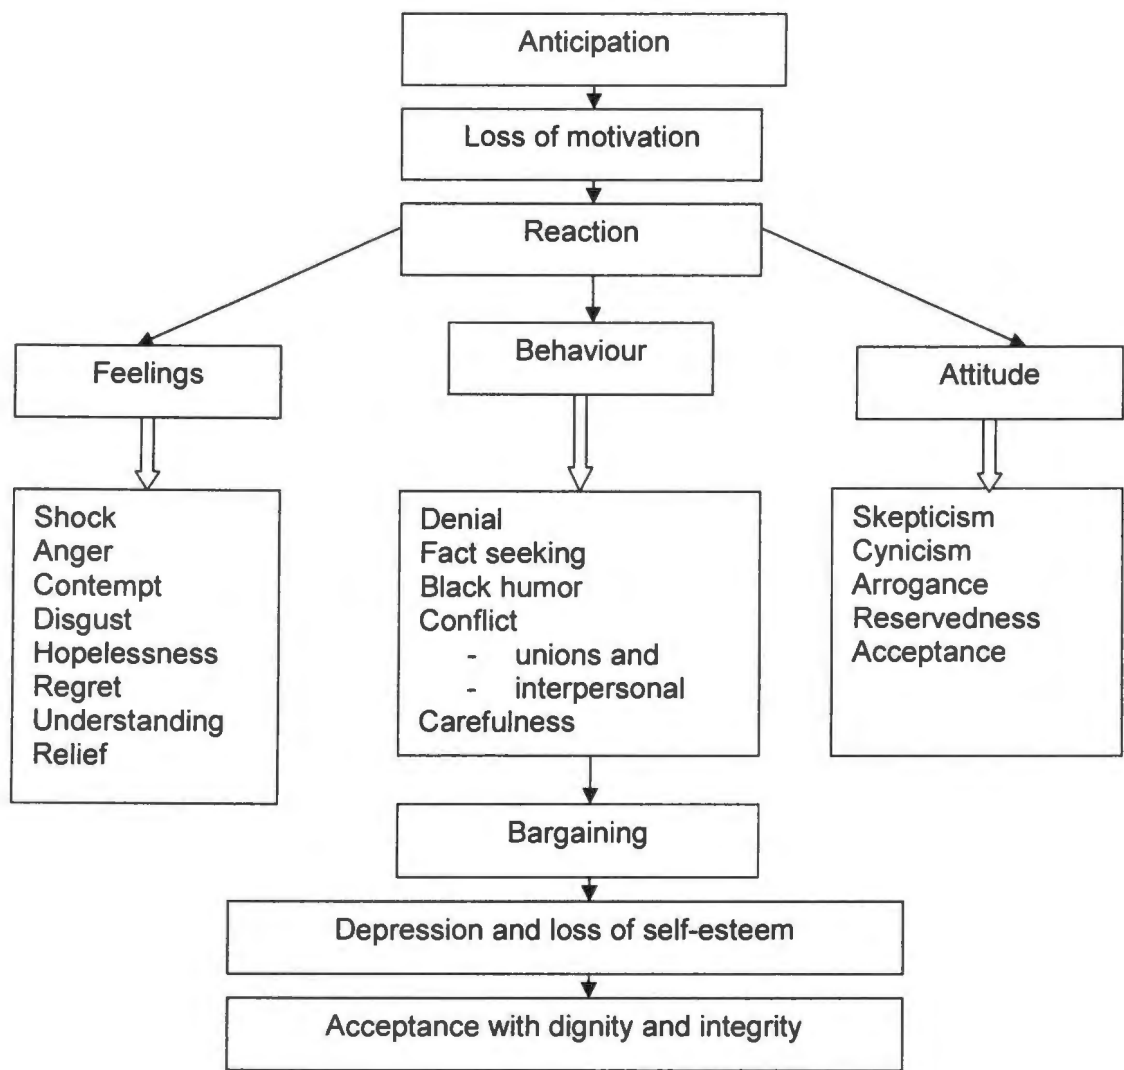 Anticipation
Loss of motivation
Reaction
Feelings
Behaviour
Attitude
Shock
Anger
Contempt
Disgust
Hopelessness
Regret
Understanding
Relief
Denial
Fact seeking
Black humor
Conflict
- unions and
- interpersonal
Carefulness
Skepticism
Cynicism
Arrogance
Reservedness
Acceptance
Bargaining
Depression and loss of self-esteem
Acceptance with dignity and integrity